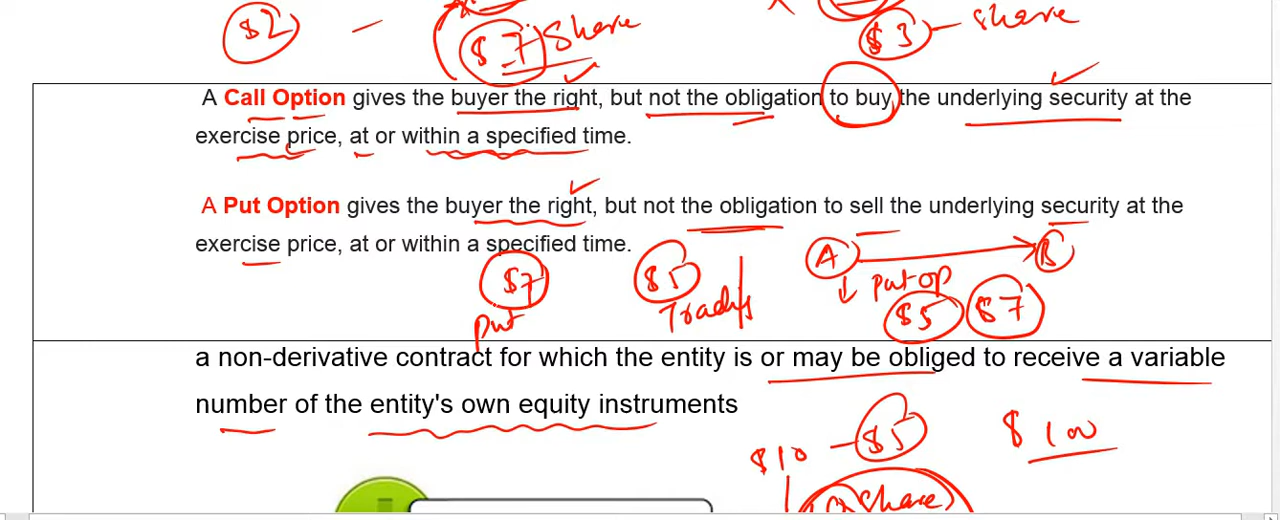 $2 - $7 Share $3 - share
A Call Option gives the buyer the right, but not the obligation to buy the underlying security at the
exercise price, at or within a specified time.
A Put Option gives the buyer the right, but not the obligation to sell the underlying security at the
exercise price, at or within a specified time.
A B
$7 $5 Put op
Put $5 $7
a non-derivative contract for which the entity is or may be obliged to receive a variable
number of the entity's own equity instruments
$10 - $5 $100
share